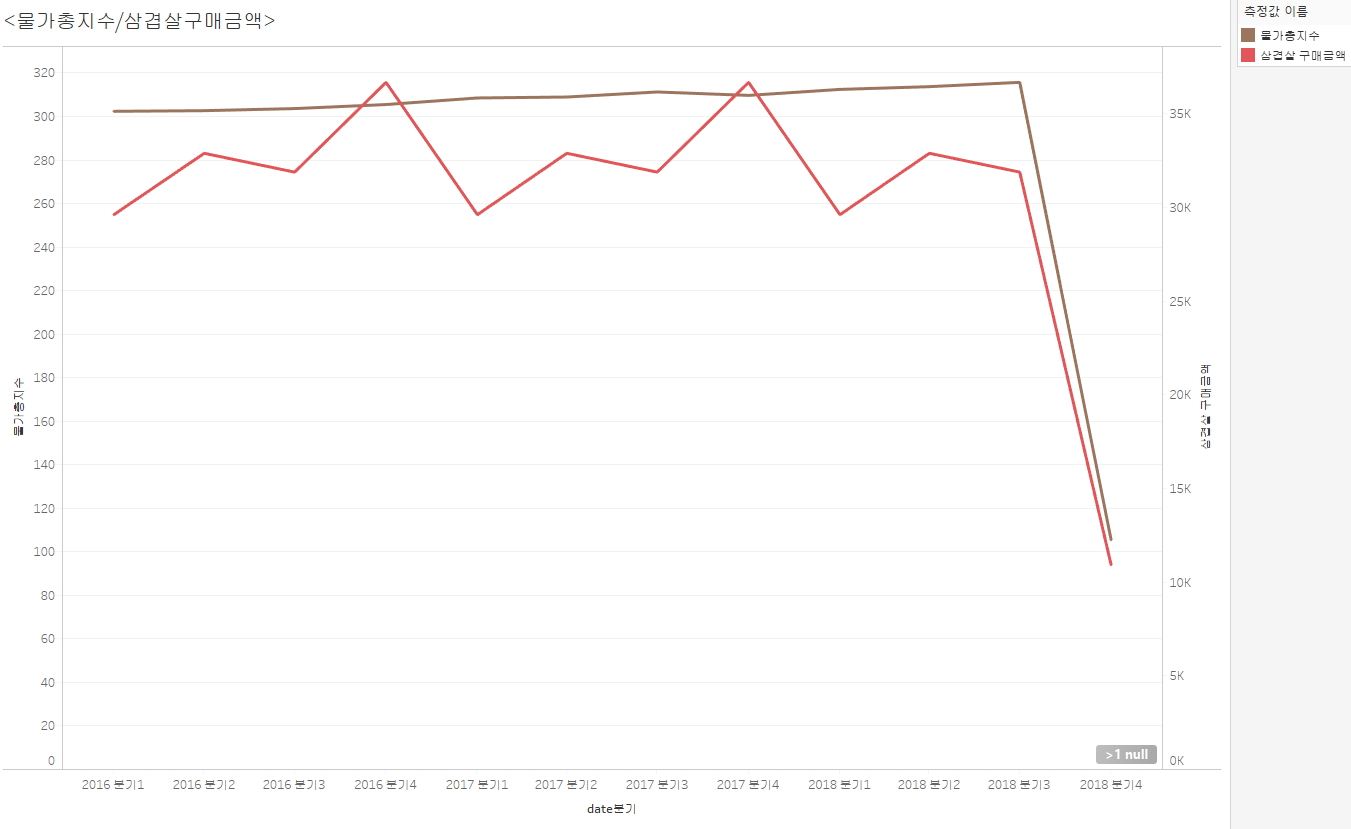 <물가총지수/삼겹살구매금액>
측정값 이름
물가총지수
삼겹살 구매금액
320
300
280
260
240
220
200
180
160
140
120
100
80
60
40
20
0
물가총지수
35K
30K
25K
20K
15K
10K
5K
0K
삼겹살 구매금액
>1 null
2016 분기1 2016 분기2 2016 분기3 2016 분기4 2017 분기1 2017 분기2 2017 분기3 2017 분기4 2018 분기1 2018 분기2 2018 분기3 2018 분기4
date분기